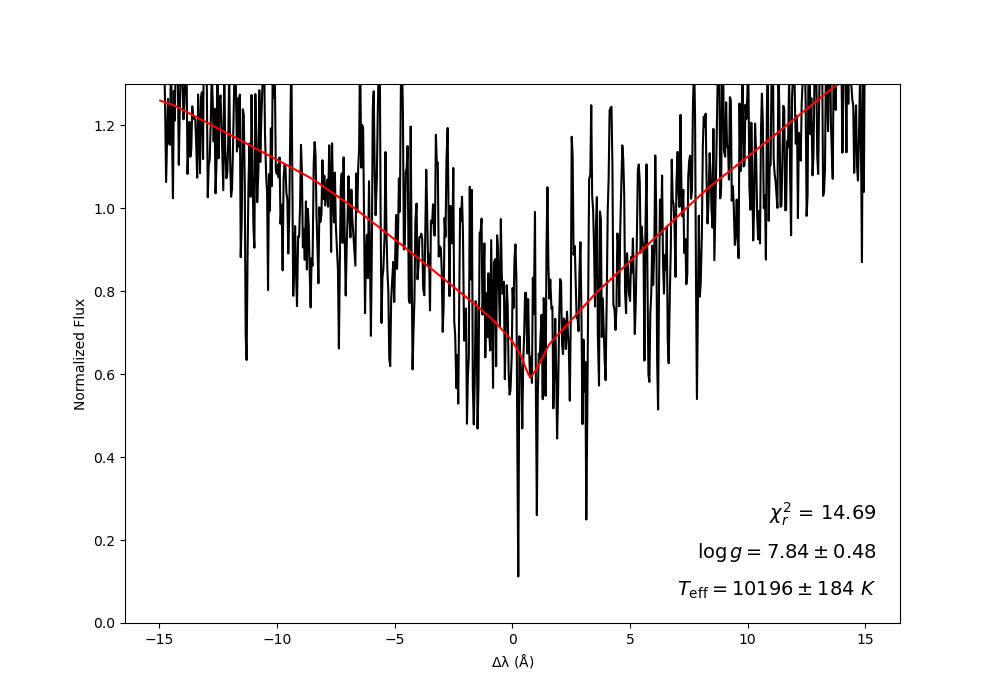 Normalized Flux
1.2
1.0
0.8
0.6
0.4
0.2
0.0
χ²ᵣ = 14.69
log g = 7.84 ± 0.48
T_eff = 10196 ± 184 K
−15
−10
−5
0
5
10
15
Δλ (Å)